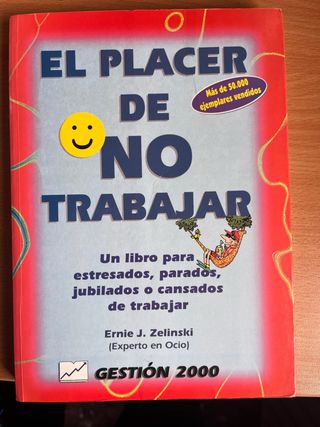 EL PLACER
DE
NO
TRABAJAR
Más de 50.000
ejemplares vendidos
Un libro para
estresados, parados,
jubilados o cansados
de trabajar
Ernie J. Zelinski
(Experto en Ocio)
GESTIÓN 2000